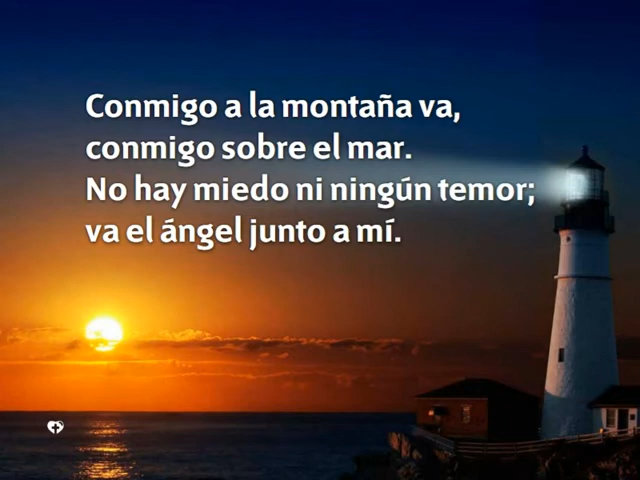 Conmigo a la montaña va,
conmigo sobre el mar.
No hay miedo ni ningún temor;
va el ángel junto a mí.